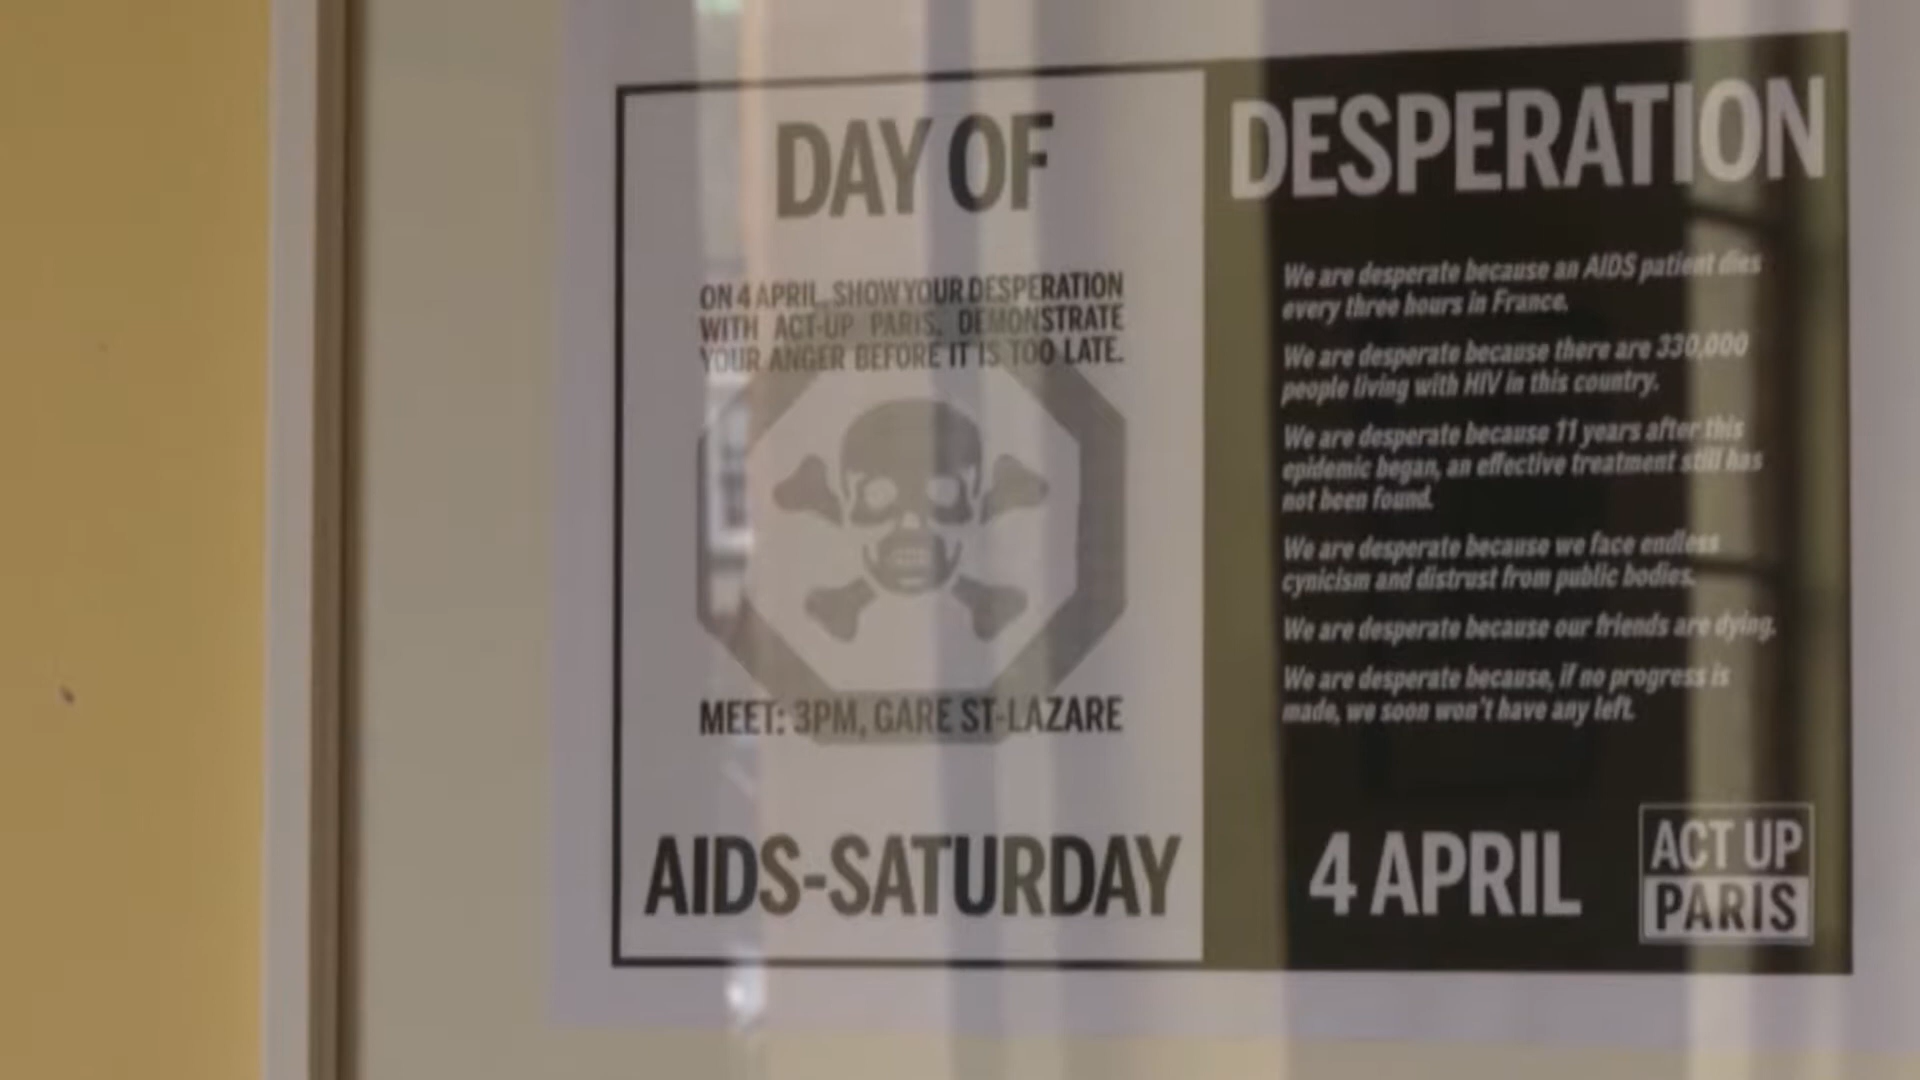 DAY OF
ON 4 APRIL, SHOW YOUR DESPERATION
WITH ACT-UP PARIS, DEMONSTRATE
YOUR ANGER BEFORE IT IS TOO LATE.
MEET: 3PM, GARE ST-LAZARE
AIDS-SATURDAY
DESPERATION
We are desperate because an AIDS patient dies
every three hours in France.
We are desperate because there are 330,000
people living with HIV in this country.
We are desperate because 11 years after this
epidemic began, an effective treatment still has
not been found.
We are desperate because we face endless
cynicism and distrust from public bodies.
We are desperate because our friends are dying.
We are desperate because, if no progress is
made, we soon won't have any left.
4 APRIL
ACT UP
PARIS